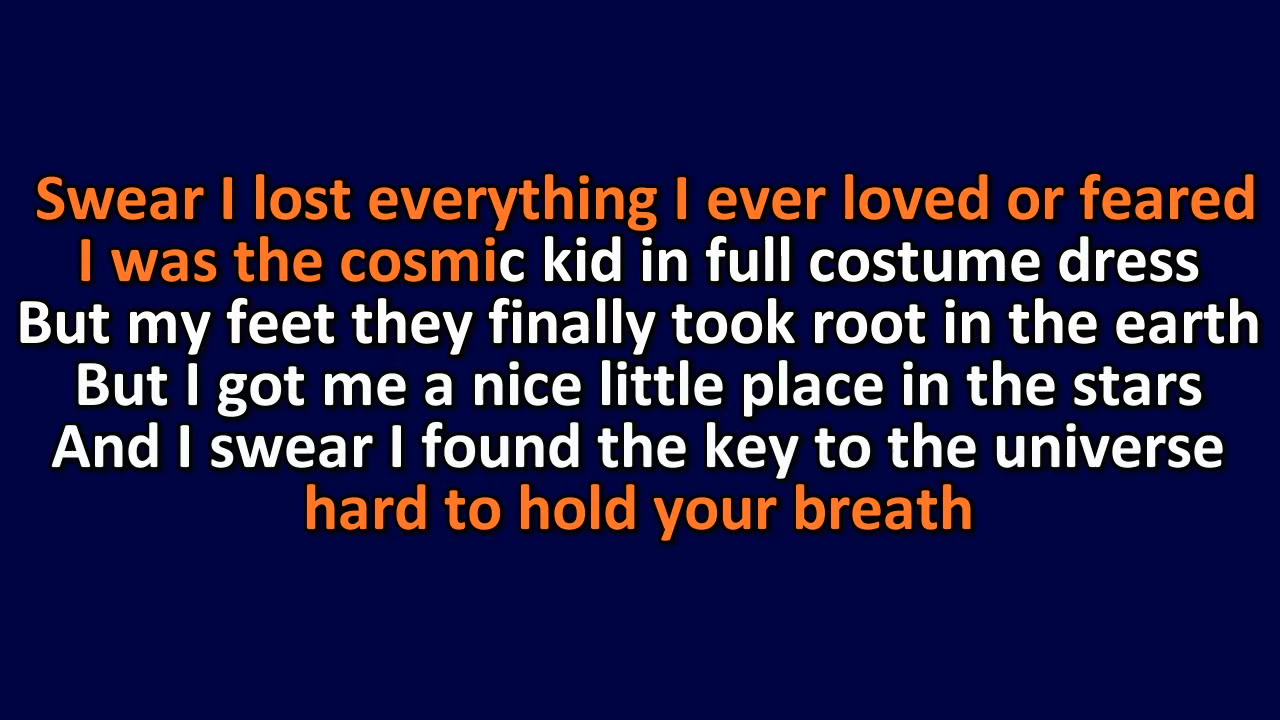 Swear I lost everything I ever loved or feared
I was the cosmic kid in full costume dress
But my feet they finally took root in the earth
But I got me a nice little place in the stars
And I swear I found the key to the universe
hard to hold your breath